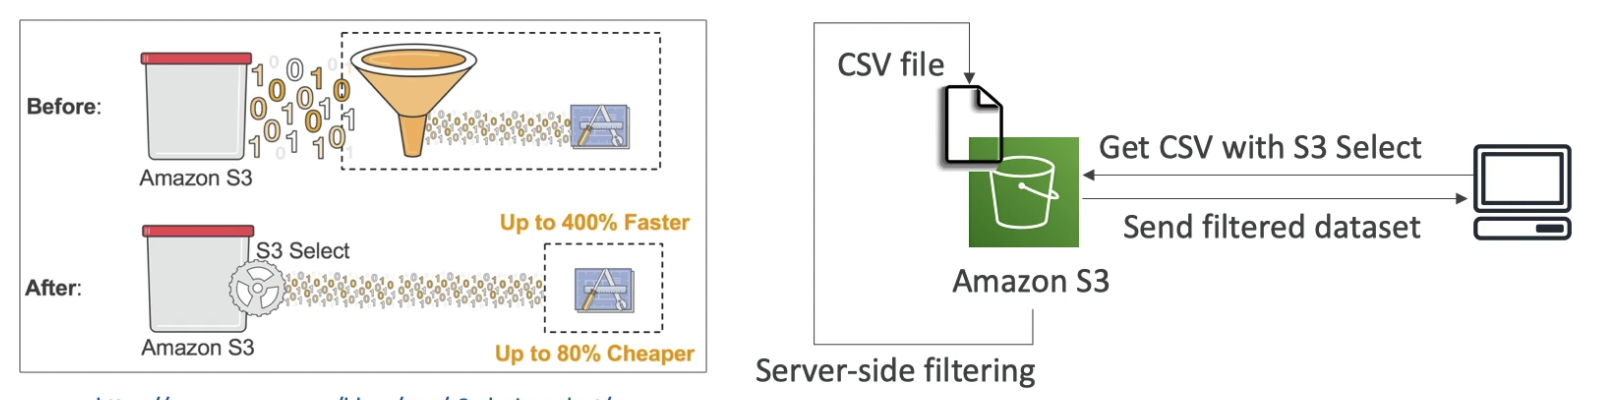 Before:
Amazon S3
Up to 400% Faster
S3 Select
After:
Amazon S3
Up to 80% Cheaper
CSV file
Get CSV with S3 Select
Send filtered dataset
Amazon S3
Server-side filtering